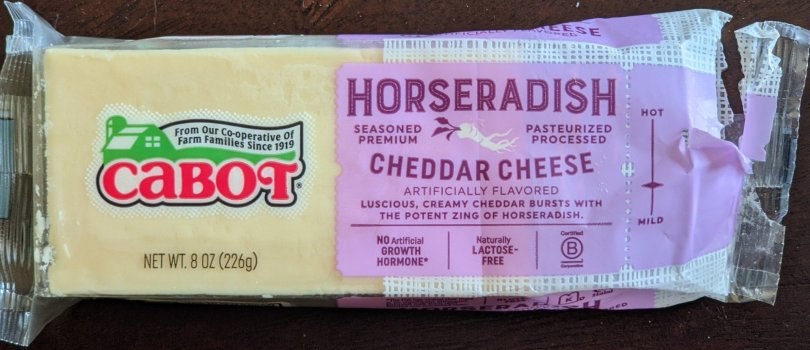 From Our Co-operative of
Farm Families Since 1919
CABOT®
NET WT. 8 OZ (226g)
HORSERADISH
SEASONED PREMIUM
PASTEURIZED PROCESSED
CHEDDAR CHEESE
ARTIFICIALLY FLAVORED
LUSCIOUS, CREAMY CHEDDAR BURSTS WITH
THE POTENT ZING OF HORSERADISH.
NO Artificial
GROWTH
HORMONE*
Naturally
LACTOSE-
FREE
Certified
B
Corporation
HOT
MILD
HORSERADISH